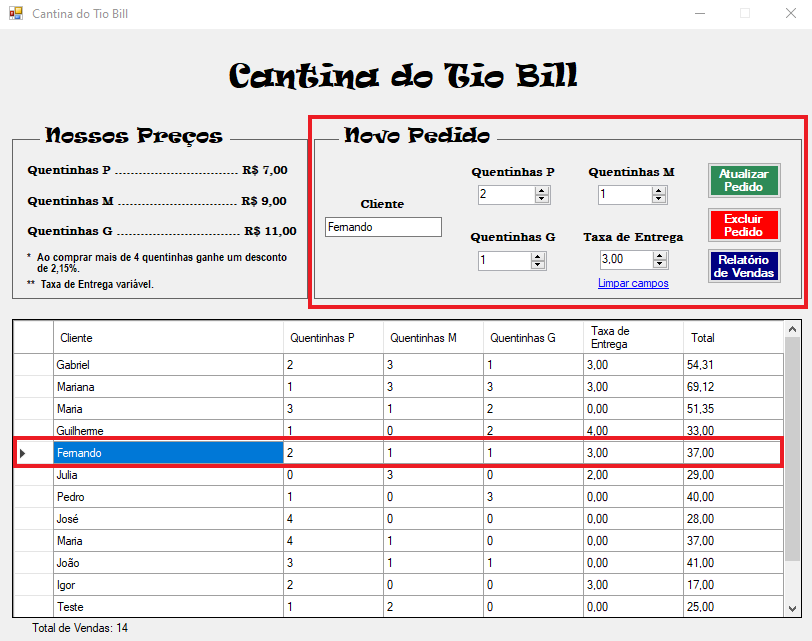 Cantina do Tio Bill
Cantina do Tio Bill
Nossos Preços
Quentinhas P ........................................ R$ 7,00
Quentinhas M ...................................... R$ 9,00
Quentinhas G ....................................... R$ 11,00
* Ao comprar mais de 4 quentinhas ganhe um desconto
de 2,15%.
** Taxa de Entrega variável.
Novo Pedido
Cliente
Fernando
Quentinhas P
2
Quentinhas M
1
Quentinhas G
1
Taxa de Entrega
3,00
Limpar campos
Atualizar
Pedido
Excluir
Pedido
Relatório
de Vendas
Cliente Quentinhas P Quentinhas M Quentinhas G Taxa de Entrega Total
Gabriel 2 3 1 3,00 54,31
Mariana 1 3 3 3,00 69,12
Maria 3 1 2 0,00 51,35
Guilherme 1 0 2 4,00 33,00
Fernando 2 1 1 3,00 37,00
Julia 0 3 0 2,00 29,00
Pedro 1 0 3 0,00 40,00
José 4 0 0 0,00 28,00
Maria 4 1 0 0,00 37,00
João 3 1 1 0,00 41,00
Igor 2 0 0 3,00 17,00
Teste 1 2 0 0,00 25,00
Total de Vendas: 14